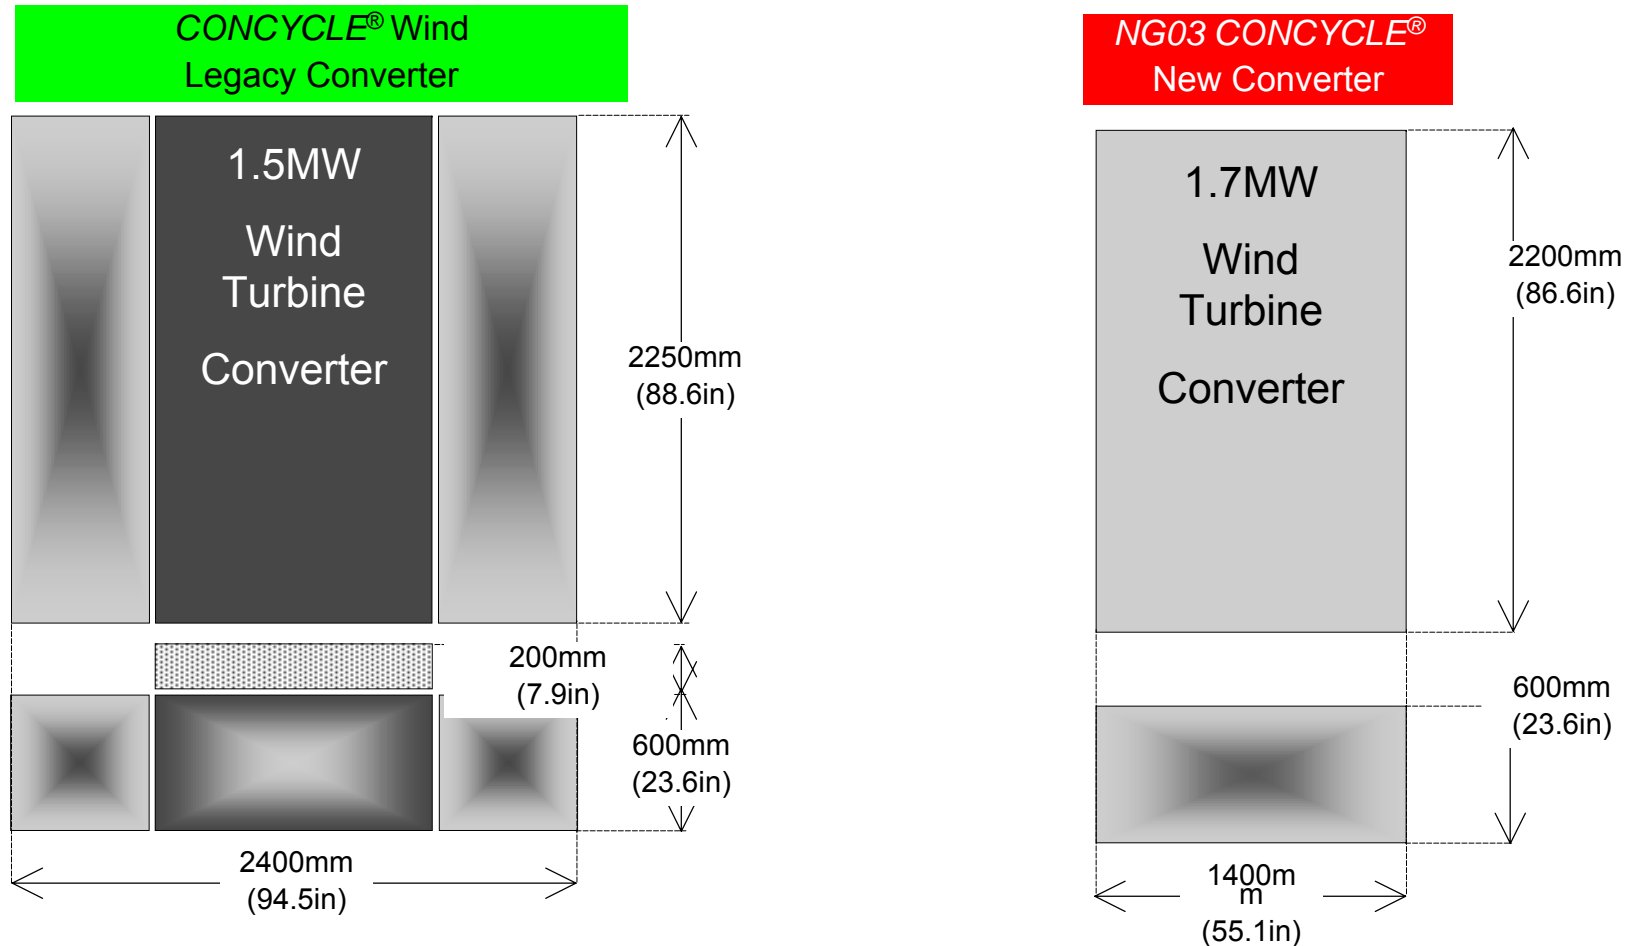 CONCYCLE® Wind
Legacy Converter
1.5MW
Wind
Turbine
Converter
2250mm
(88.6in)
200mm
(7.9in)
600mm
(23.6in)
2400mm
(94.5in)
NG03 CONCYCLE®
New Converter
1.7MW
Wind
Turbine
Converter
2200mm
(86.6in)
600mm
(23.6in)
1400m
m
(55.1in)